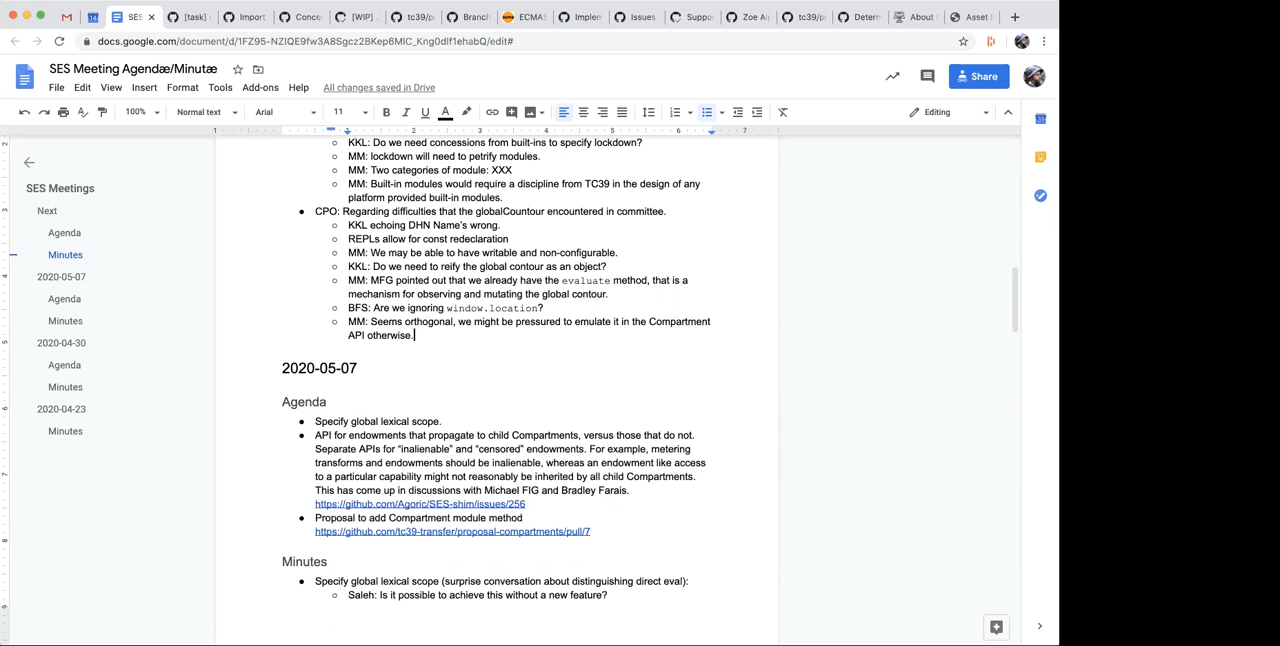 SES
[task]
Import
Conce
[WIP]
tc39/p
Branch
ECMAS
Implem
Issues
Suppo
Zoe Al
tc39/p
Deterr
About
Asset
docs.google.com/document/d/1FZ95-NZIQE9fw3A8Sgcz2BKep6MlC_Kng0dlf1ehabQ/edit#
SES Meeting Agendæ/Minutæ
File Edit View Insert Format Tools Add-ons Help All changes saved in Drive
Share
100% Normal text Arial 11 Editing
1 1 2 3 4 5 6 7
SES Meetings
Next
Agenda
Minutes
2020-05-07
Agenda
Minutes
2020-04-30
Agenda
Minutes
2020-04-23
Minutes
KKL: Do we need concessions from built-ins to specify lockdown?
MM: lockdown will need to petrify modules.
MM: Two categories of module: XXX
MM: Built-in modules would require a discipline from TC39 in the design of any
platform provided built-in modules.
CPO: Regarding difficulties that the globalCountour encountered in committee.
KKL echoing DHN Name's wrong.
REPLs allow for const redeclaration
MM: We may be able to have writable and non-configurable.
KKL: Do we need to reify the global contour as an object?
MM: MFG pointed out that we already have the evaluate method, that is a
mechanism for observing and mutating the global contour.
BFS: Are we ignoring window.location?
MM: Seems orthogonal, we might be pressured to emulate it in the Compartment
API otherwise.
2020-05-07
Agenda
Specify global lexical scope.
API for endowments that propagate to child Compartments, versus those that do not.
Separate APIs for “inalienable” and “censored” endowments. For example, metering
transforms and endowments should be inalienable, whereas an endowment like access
to a particular capability might not reasonably be inherited by all child Compartments.
This has come up in discussions with Michael FIG and Bradley Farais.
https://github.com/Agoric/SES-shim/issues/256
Proposal to add Compartment module method
https://github.com/tc39-transfer/proposal-compartments/pull/7
Minutes
Specify global lexical scope (surprise conversation about distinguishing direct eval):
Saleh: Is it possible to achieve this without a new feature?